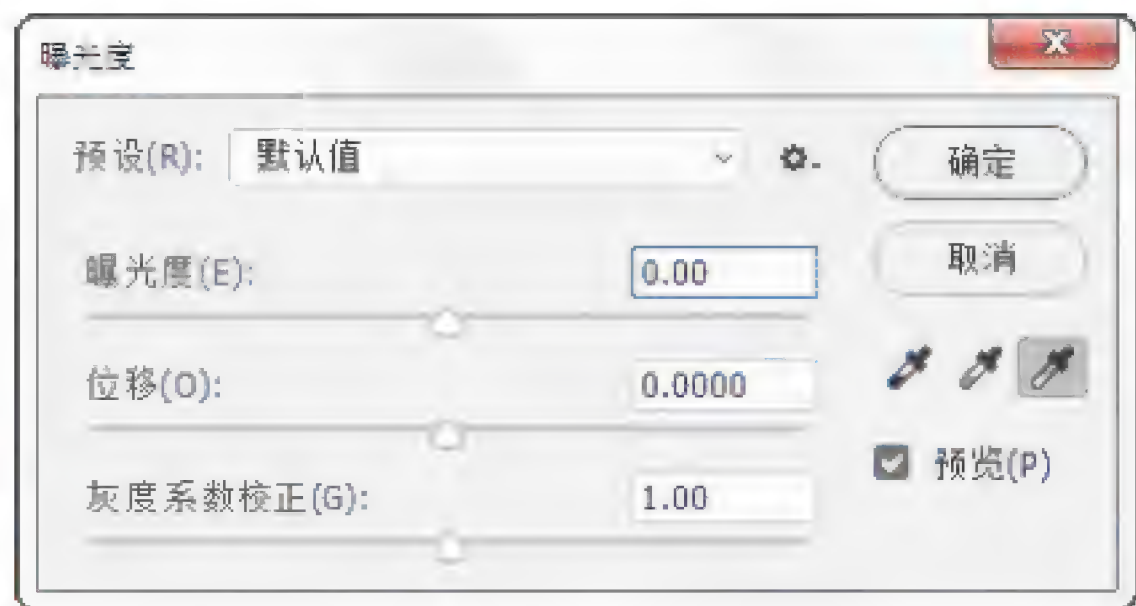 曝光度
预设(R): 默认值
确定
曝光度(E): 0.00
取消
位移(O): 0.0000
预览(P)
灰度系数校正(G): 1.00